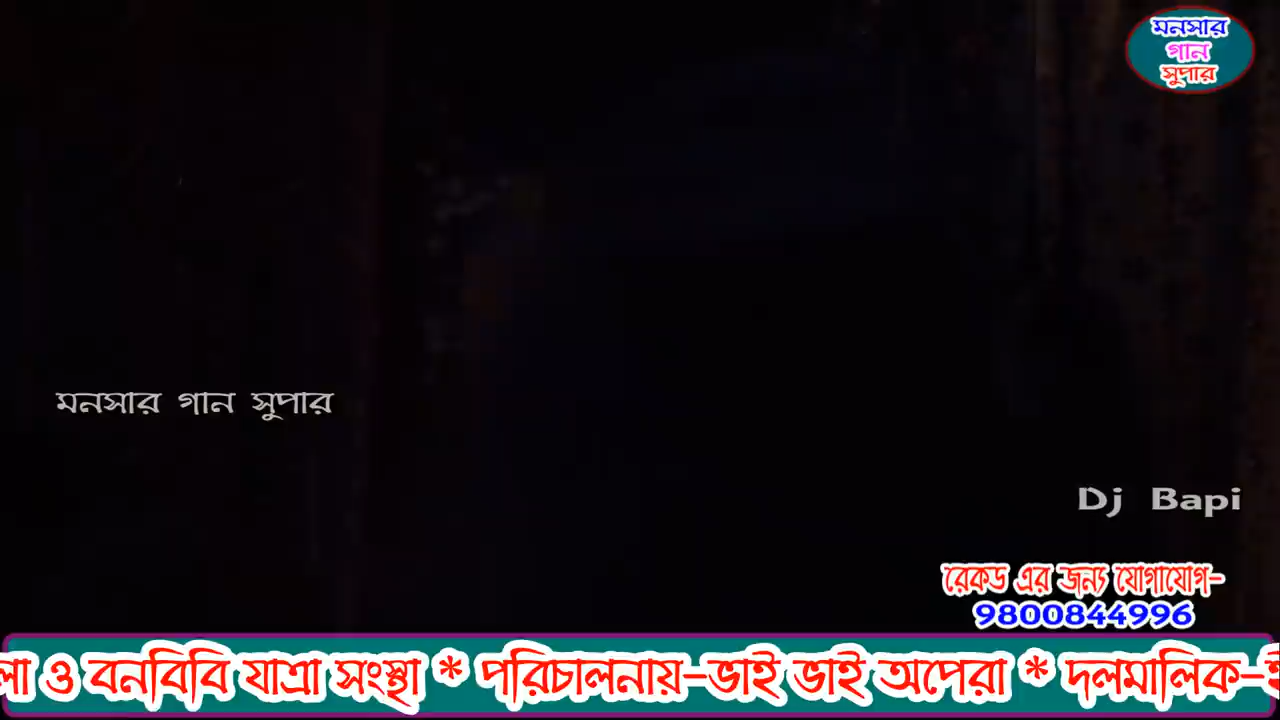 মনসার
গান
সুপার
মনসার গান সুপার
Dj Bapi
রেকড এর জন্য যোগাযোগ-
9800844996
ও বনবিবি যাত্রা সংস্থা * পরিচালনায়-ভাই ভাই অপেরা * দলমালিক-